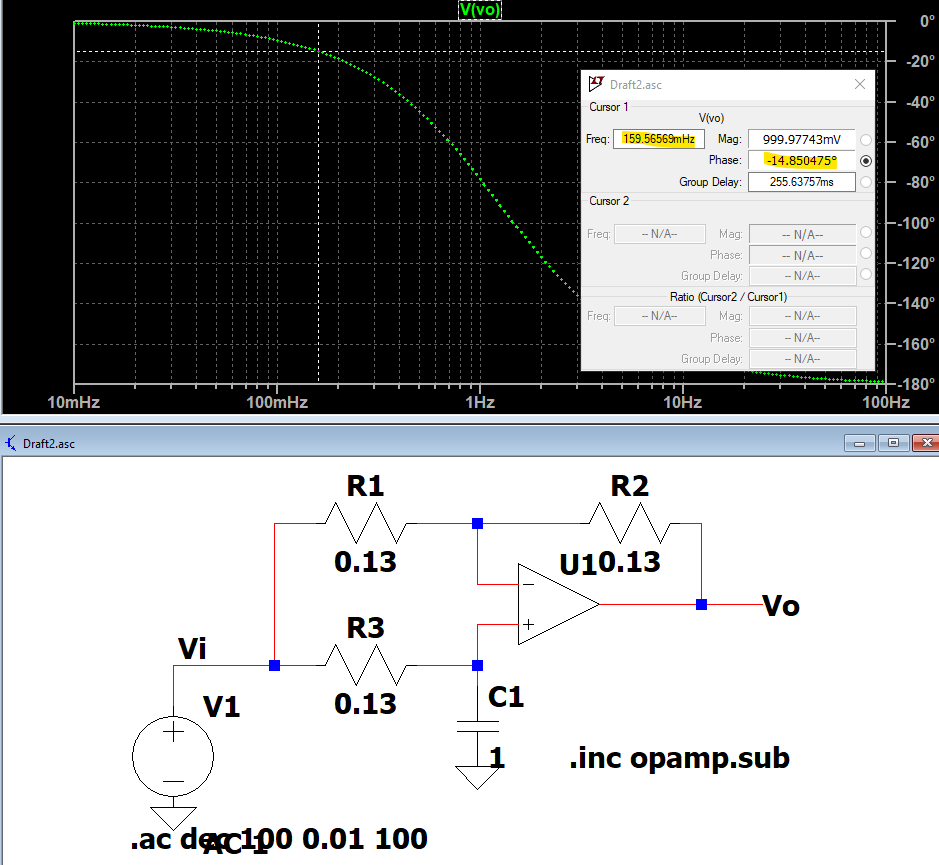 V(vo)
0°
-20°
-40°
-60°
-80°
-100°
-120°
-140°
-160°
-180°
10mHz 100mHz 1Hz 10Hz 100Hz
Draft2.asc
Cursor 1
V(vo)
Freq: 159.56569mHz Mag: 999.97743mV
Phase: -14.850475°
Group Delay: 255.63757ms
Cursor 2
Freq: -- N/A-- Mag: -- N/A--
Phase: -- N/A--
Group Delay: -- N/A--
Ratio (Cursor2 / Cursor1)
Freq: -- N/A-- Mag: -- N/A--
Phase: -- N/A--
Group Delay: -- N/A--
Draft2.asc
R1 R2
0.13 U1 0.13
Vo
R3
Vi
0.13
V1 C1
1 .inc opamp.sub
.ac dec 100 0.01 100
AC 1